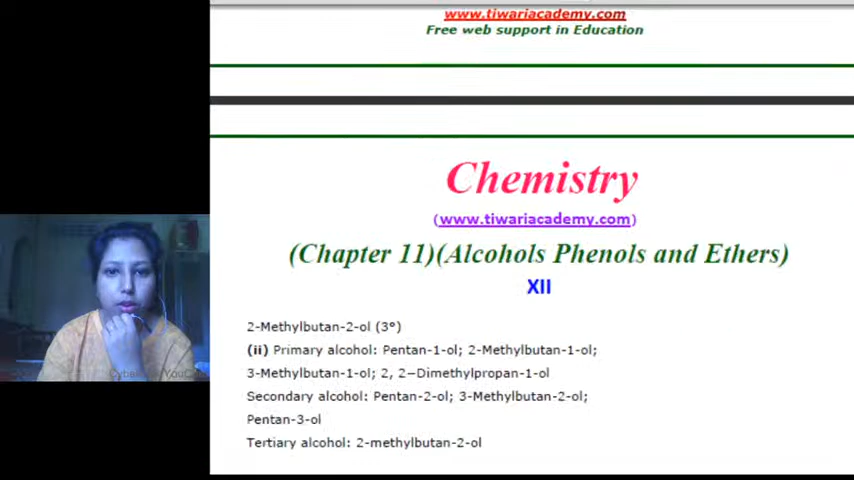 www.tiwariacademy.com
Free web support in Education
Chemistry
(www.tiwariacademy.com)
(Chapter 11)(Alcohols Phenols and Ethers)
XII
2-Methylbutan-2-ol (3°)
(ii) Primary alcohol: Pentan-1-ol; 2-Methylbutan-1-ol;
3-Methylbutan-1-ol; 2, 2−Dimethylpropan-1-ol
Secondary alcohol: Pentan-2-ol; 3-Methylbutan-2-ol;
Pentan-3-ol
Tertiary alcohol: 2-methylbutan-2-ol